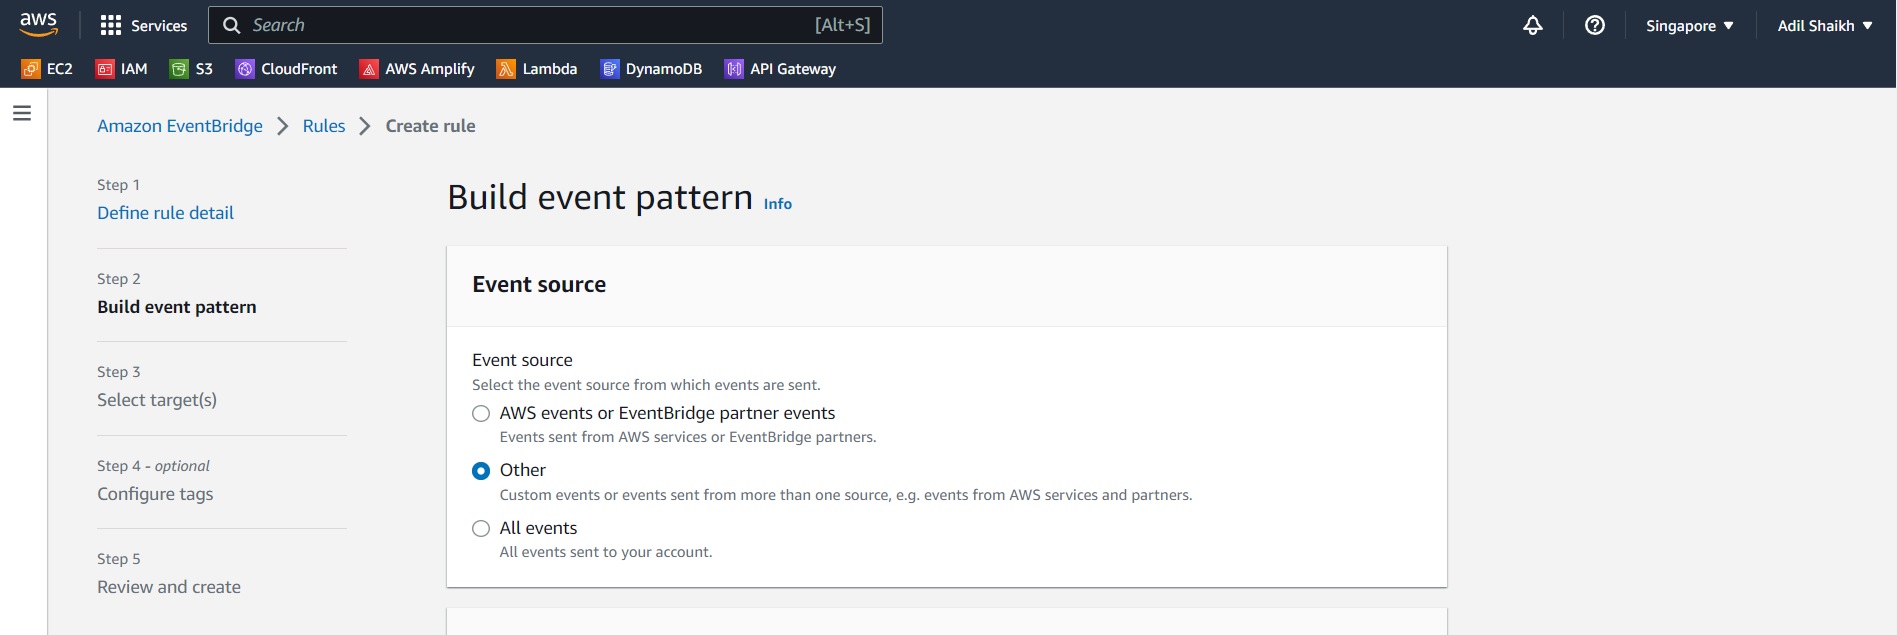 aws
Services
Search [Alt+S]
Singapore
Adil Shaikh
EC2 IAM S3 CloudFront AWS Amplify Lambda DynamoDB API Gateway
Amazon EventBridge Rules Create rule
Step 1
Define rule detail
Step 2
Build event pattern
Step 3
Select target(s)
Step 4 - optional
Configure tags
Step 5
Review and create
Build event pattern Info
Event source
Event source
Select the event source from which events are sent.
AWS events or EventBridge partner events
Events sent from AWS services or EventBridge partners.
Other
Custom events or events sent from more than one source, e.g. events from AWS services and partners.
All events
All events sent to your account.